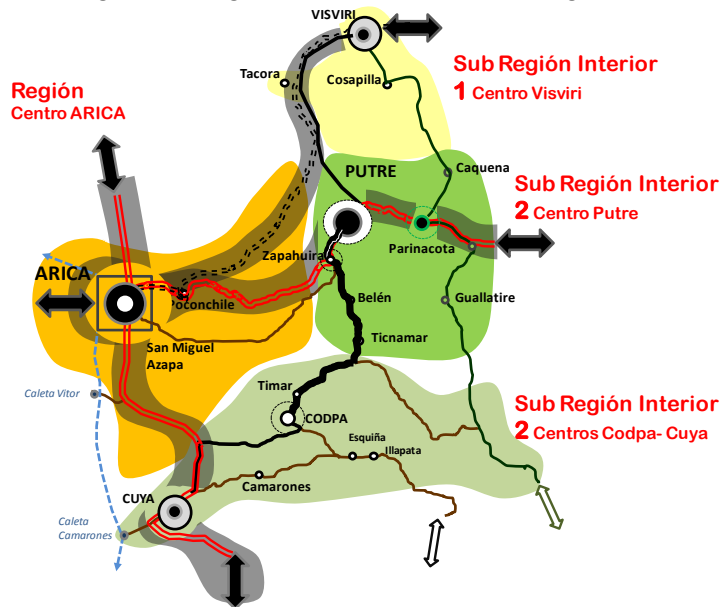 VISVIRI
Tacora
Cosapilla
Sub Región Interior
1 Centro Visviri
Región
Centro ARICA
PUTRE
Caquena
Sub Región Interior
2 Centro Putre
Zapahuira
Parinacota
ARICA
Poconchile
Belén
Guallatire
San Miguel
Azapa
Ticnamar
Caleta Vitor
Timar
CODPA
Sub Región Interior
2 Centros Codpa- Cuya
Esquiña
Illapata
Camarones
CUYA
Caleta
Camarones